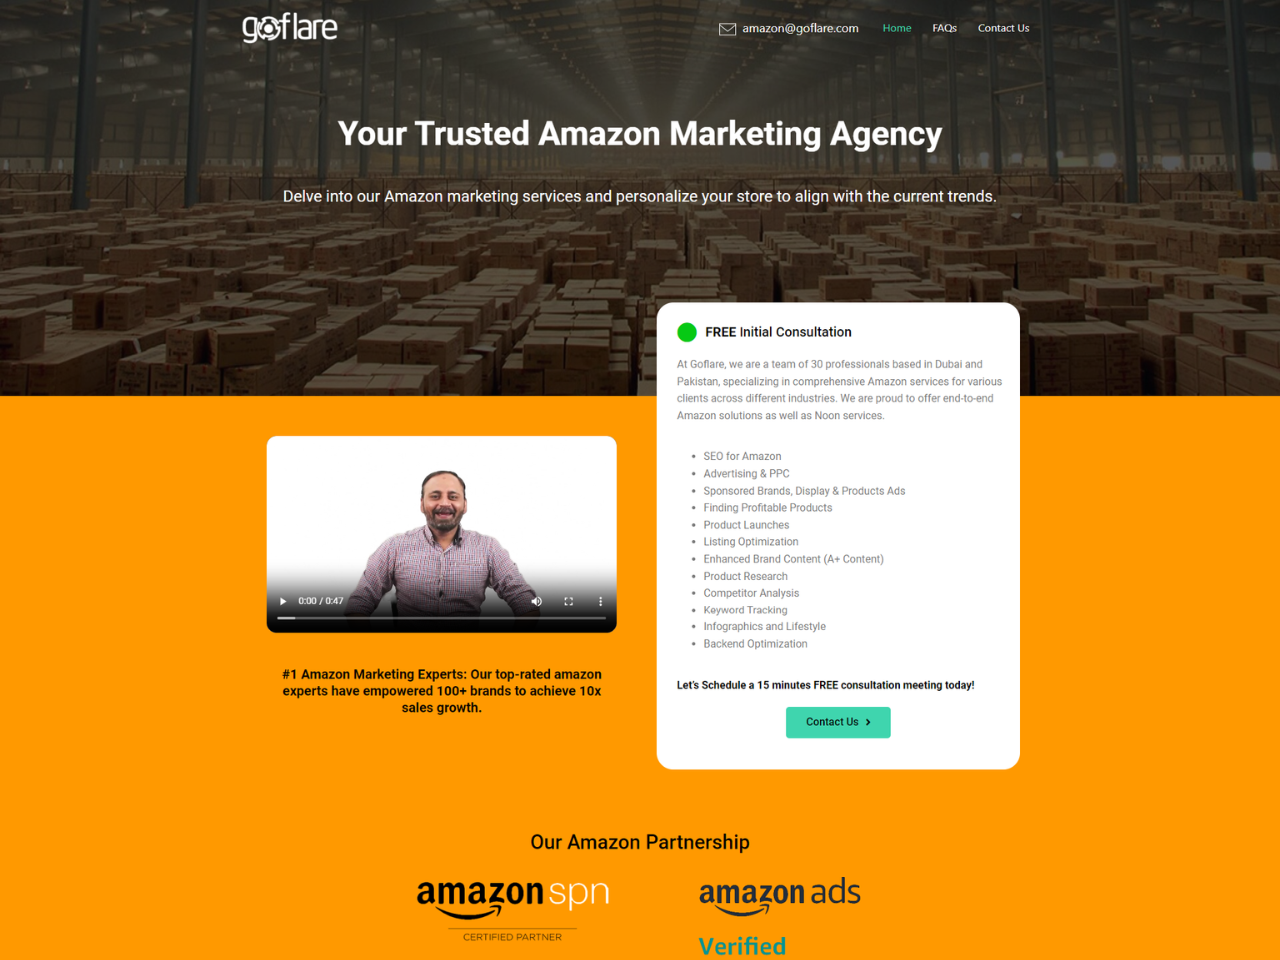 goflare
amazon@goflare.com
Home
FAQs
Contact Us
Your Trusted Amazon Marketing Agency
Delve into our Amazon marketing services and personalize your store to align with the current trends.
FREE Initial Consultation
At Goflare, we are a team of 30 professionals based in Dubai and
Pakistan, specializing in comprehensive Amazon services for various
clients across different industries. We are proud to offer end-to-end
Amazon solutions as well as Noon services.
• SEO for Amazon
• Advertising & PPC
• Sponsored Brands, Display & Products Ads
• Finding Profitable Products
• Product Launches
• Listing Optimization
• Enhanced Brand Content (A+ Content)
• Product Research
• Competitor Analysis
• Keyword Tracking
• Infographics and Lifestyle
• Backend Optimization
Let's Schedule a 15 minutes FREE consultation meeting today!
Contact Us
0:00 / 0:47
#1 Amazon Marketing Experts: Our top-rated amazon
experts have empowered 100+ brands to achieve 10x
sales growth.
Our Amazon Partnership
amazon spn
CERTIFIED PARTNER
amazon ads
Verified